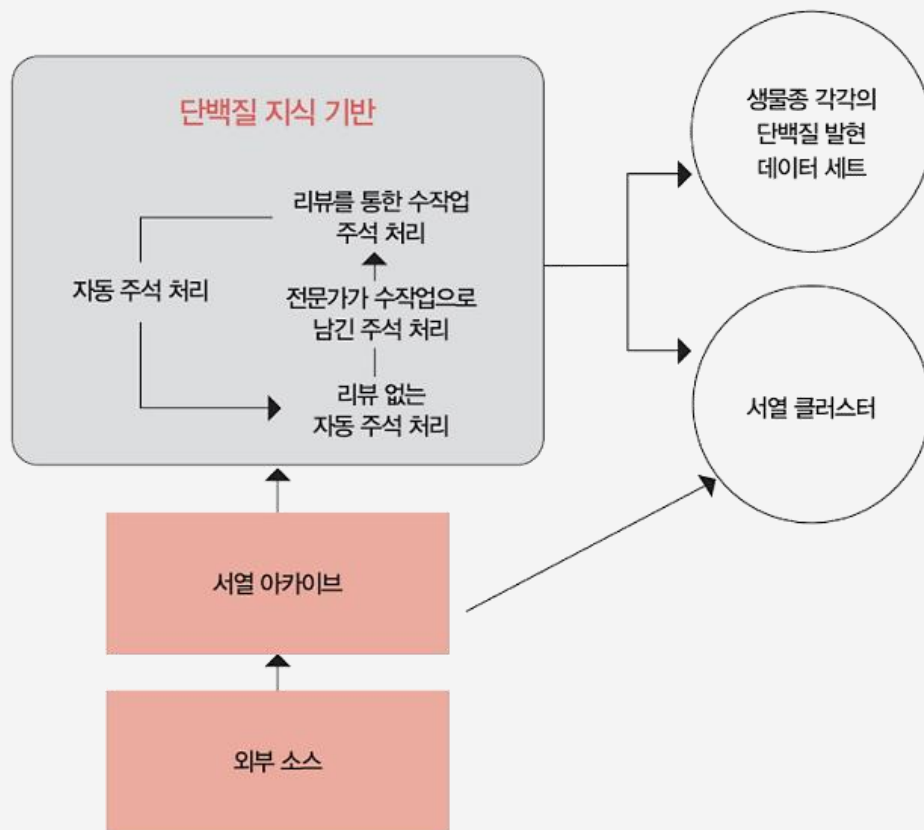 단백질 지식 기반
리뷰를 통한 수작업
주석 처리
자동 주석 처리
전문가가 수작업으로
남긴 주석 처리
리뷰 없는
자동 주석 처리
생물종 각각의
단백질 발현
데이터 세트
서열 클러스터
서열 아카이브
외부 소스